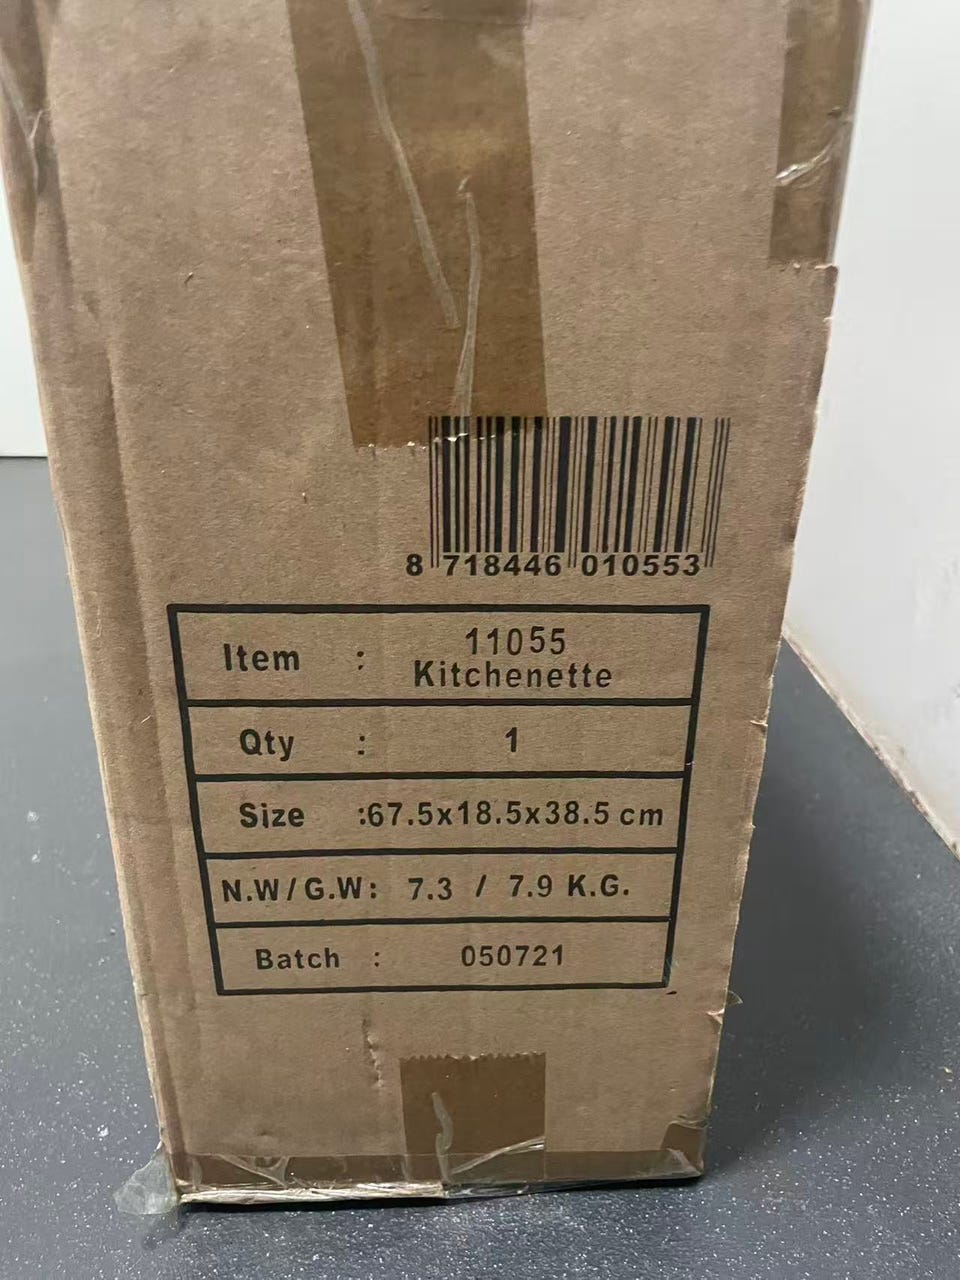 8 718446 010553
Item : 11055
Kitchenette
Qty : 1
Size :67.5x18.5x38.5 cm
N.W/G.W: 7.3 / 7.9 K.G.
Batch : 050721